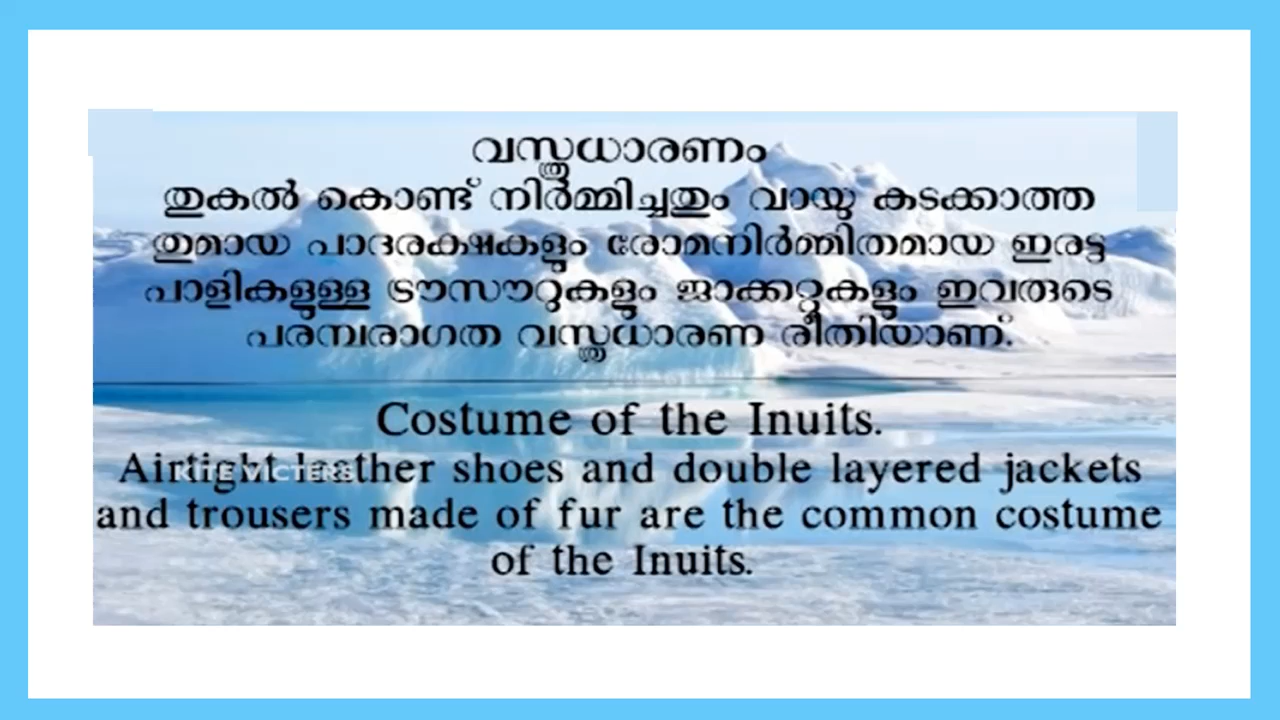 വസ്ത്രധാരണം
തുകൽ കൊണ്ട് നിർമ്മിച്ചതും വായു കടക്കാത്ത
തുമായ പാദരക്ഷകളും രോമനിർമ്മിതമായ ഇരട്ട
പാളികളുള്ള ട്രൗസൗറ്റുകളും ജാക്കറ്റുകളും ഇവരുടെ
പരമ്പരാഗത വസ്ത്രധാരണ രീതിയാണ്.
Costume of the Inuits.
Airtight leather shoes and double layered jackets
KITE VICTERS
and trousers made of fur are the common costume
of the Inuits.